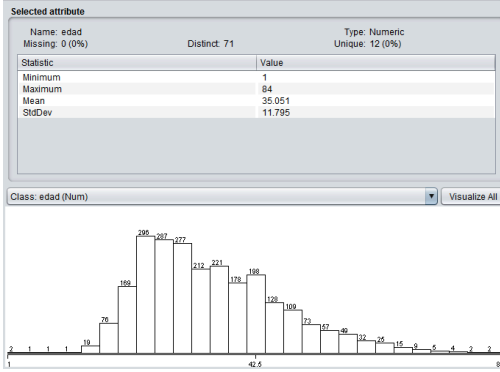 Selected attribute
Name: edad Type: Numeric
Missing: 0 (0%) Distinct: 71 Unique: 12 (0%)
Statistic Value
Minimum 1
Maximum 84
Mean 35.051
StdDev 11.795
Class: edad (Num) Visualize All
296 287 277
212 221
178 198
169
128
109
76 73
57 49
32 25
2 1 1 1 19 15 9 5 4 2 2
1 42.5